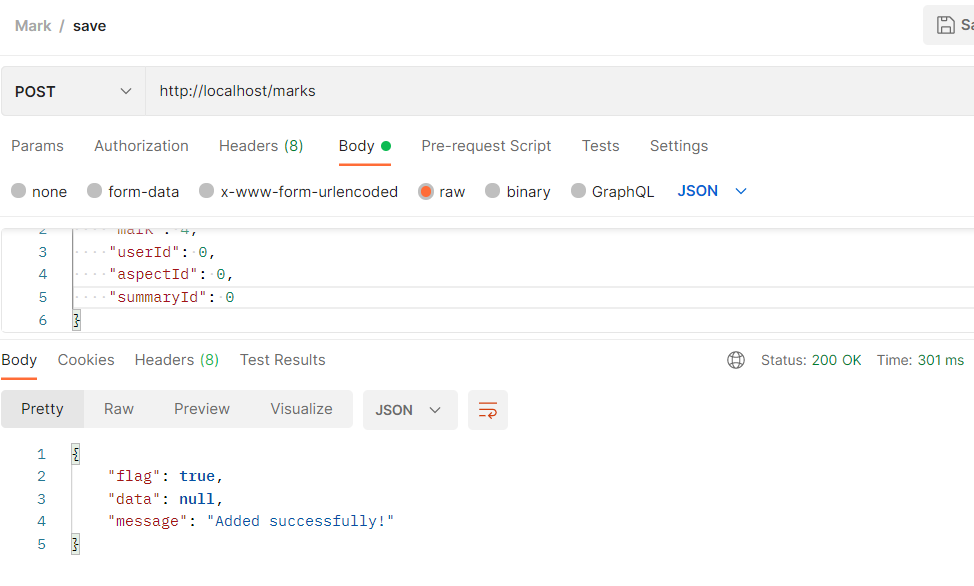 Mark / save
POST http://localhost/marks
Params Authorization Headers (8) Body Pre-request Script Tests Settings
none form-data x-www-form-urlencoded raw binary GraphQL JSON
2 "mark": 4,
3 "userId": 0,
4 "aspectId": 0,
5 "summaryId": 0
6 }
Body Cookies Headers (8) Test Results Status: 200 OK Time: 301 ms
Pretty Raw Preview Visualize JSON
1 {
2 "flag": true,
3 "data": null,
4 "message": "Added successfully!"
5 }